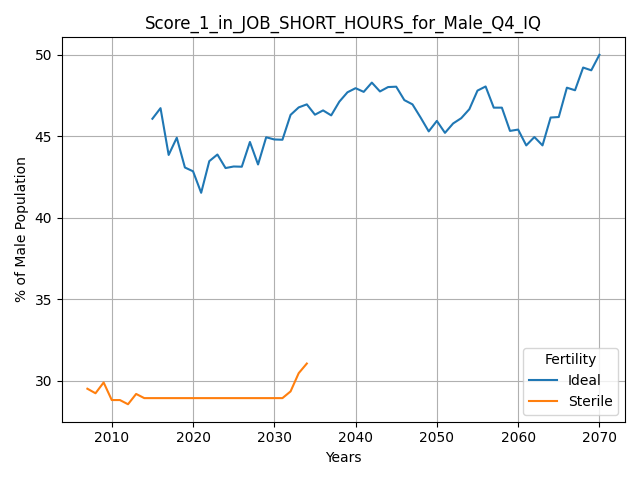 Score_1_in_JOB_SHORT_HOURS_for_Male_Q4_IQ
% of Male Population
50
45
40
35
30
Fertility
Ideal
Sterile
2010 2020 2030 2040 2050 2060 2070
Years